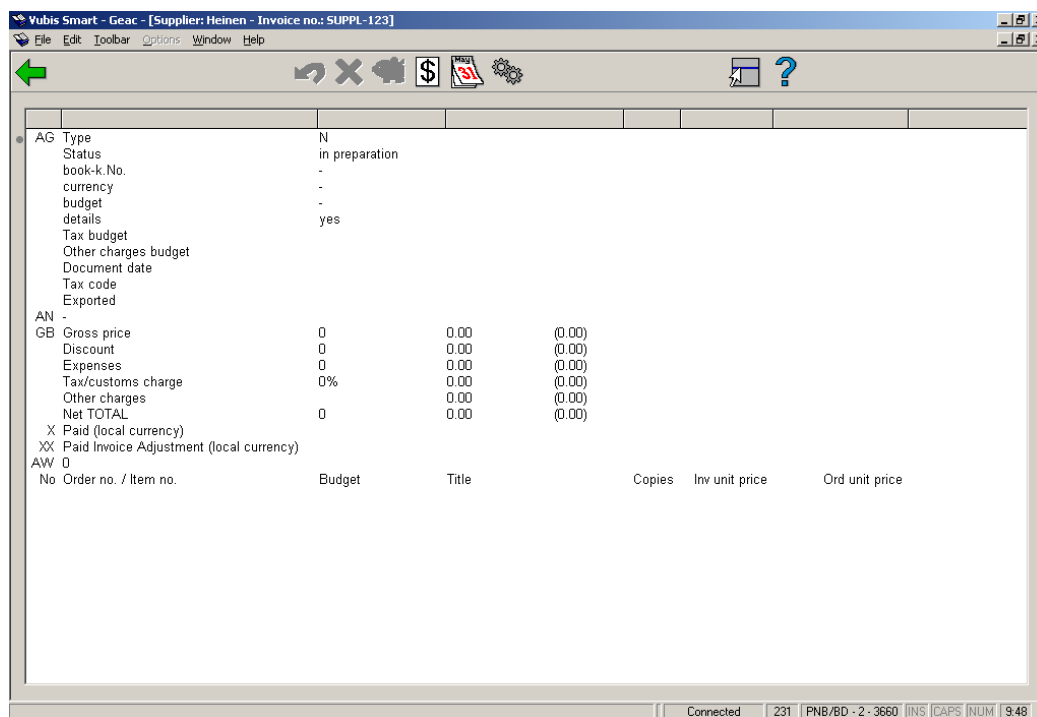 Vubis Smart - Geac - [Supplier: Heinen - Invoice no.: SUPPL-123]
File Edit Toolbar Options Window Help
$ May 31 ?
AG Type N
Status in preparation
book-k.No. -
currency -
budget -
details yes
Tax budget
Other charges budget
Document date
Tax code
Exported
AN -
GB Gross price 0 0.00 (0.00)
Discount 0 0.00 (0.00)
Expenses 0 0.00 (0.00)
Tax/customs charge 0% 0.00 (0.00)
Other charges 0.00 (0.00)
Net TOTAL 0 0.00 (0.00)
X Paid (local currency)
XX Paid Invoice Adjustment (local currency)
AW 0
No Order no. / Item no. Budget Title Copies Inv unit price Ord unit price
Connected 231 PNB/BD - 2 - 3660 INS CAPS NUM 9:48